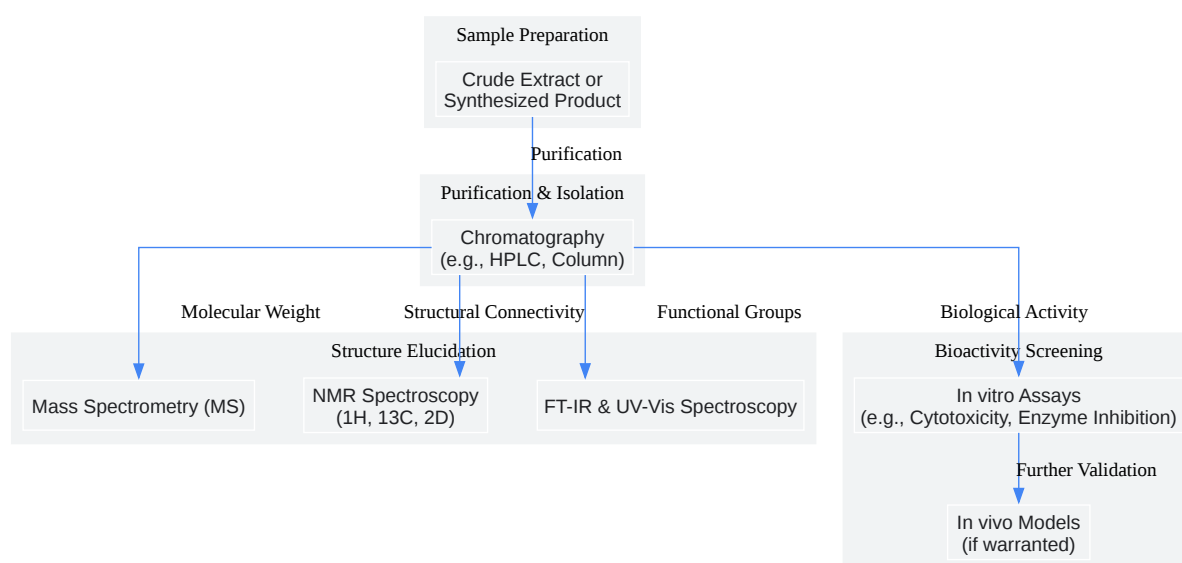 Sample Preparation
Crude Extract or
Synthesized Product
Purification
Purification & Isolation
Chromatography
(e.g., HPLC, Column)
Molecular Weight
Structural Connectivity
Functional Groups
Biological Activity
Structure Elucidation
Bioactivity Screening
Mass Spectrometry (MS)
NMR Spectroscopy
(1H, 13C, 2D)
FT-IR & UV-Vis Spectroscopy
In vitro Assays
(e.g., Cytotoxicity, Enzyme Inhibition)
Further Validation
In vivo Models
(if warranted)